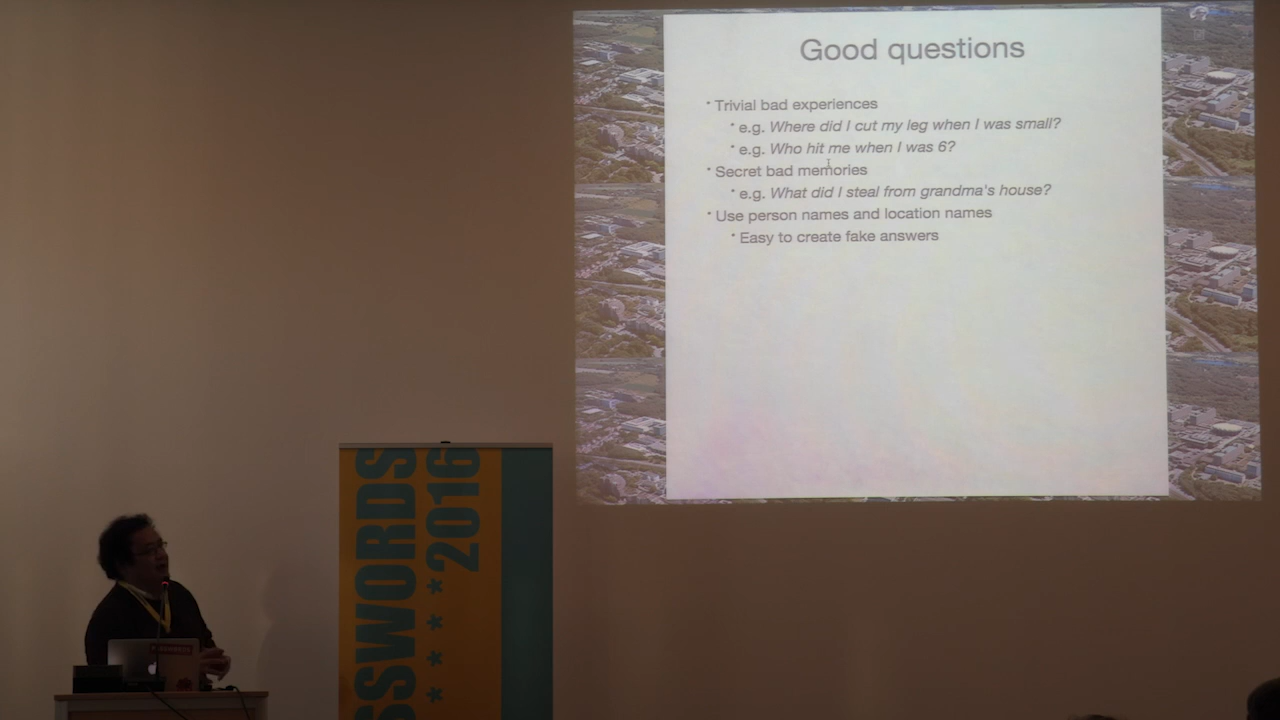 Good questions
• Trivial bad experiences
• e.g. Where did I cut my leg when I was small?
• e.g. Who hit me when I was 6?
• Secret bad memories
• e.g. What did I steal from grandma's house?
• Use person names and location names
• Easy to create fake answers
SSWORDS
****2016